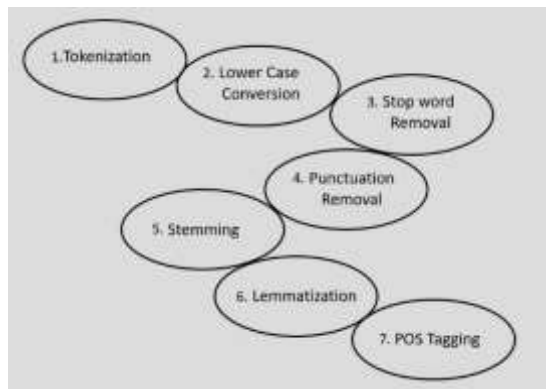 1.Tokenization
2. Lower Case
Conversion
3. Stop word
Removal
4. Punctuation
Removal
5. Stemming
6. Lemmatization
7. POS Tagging